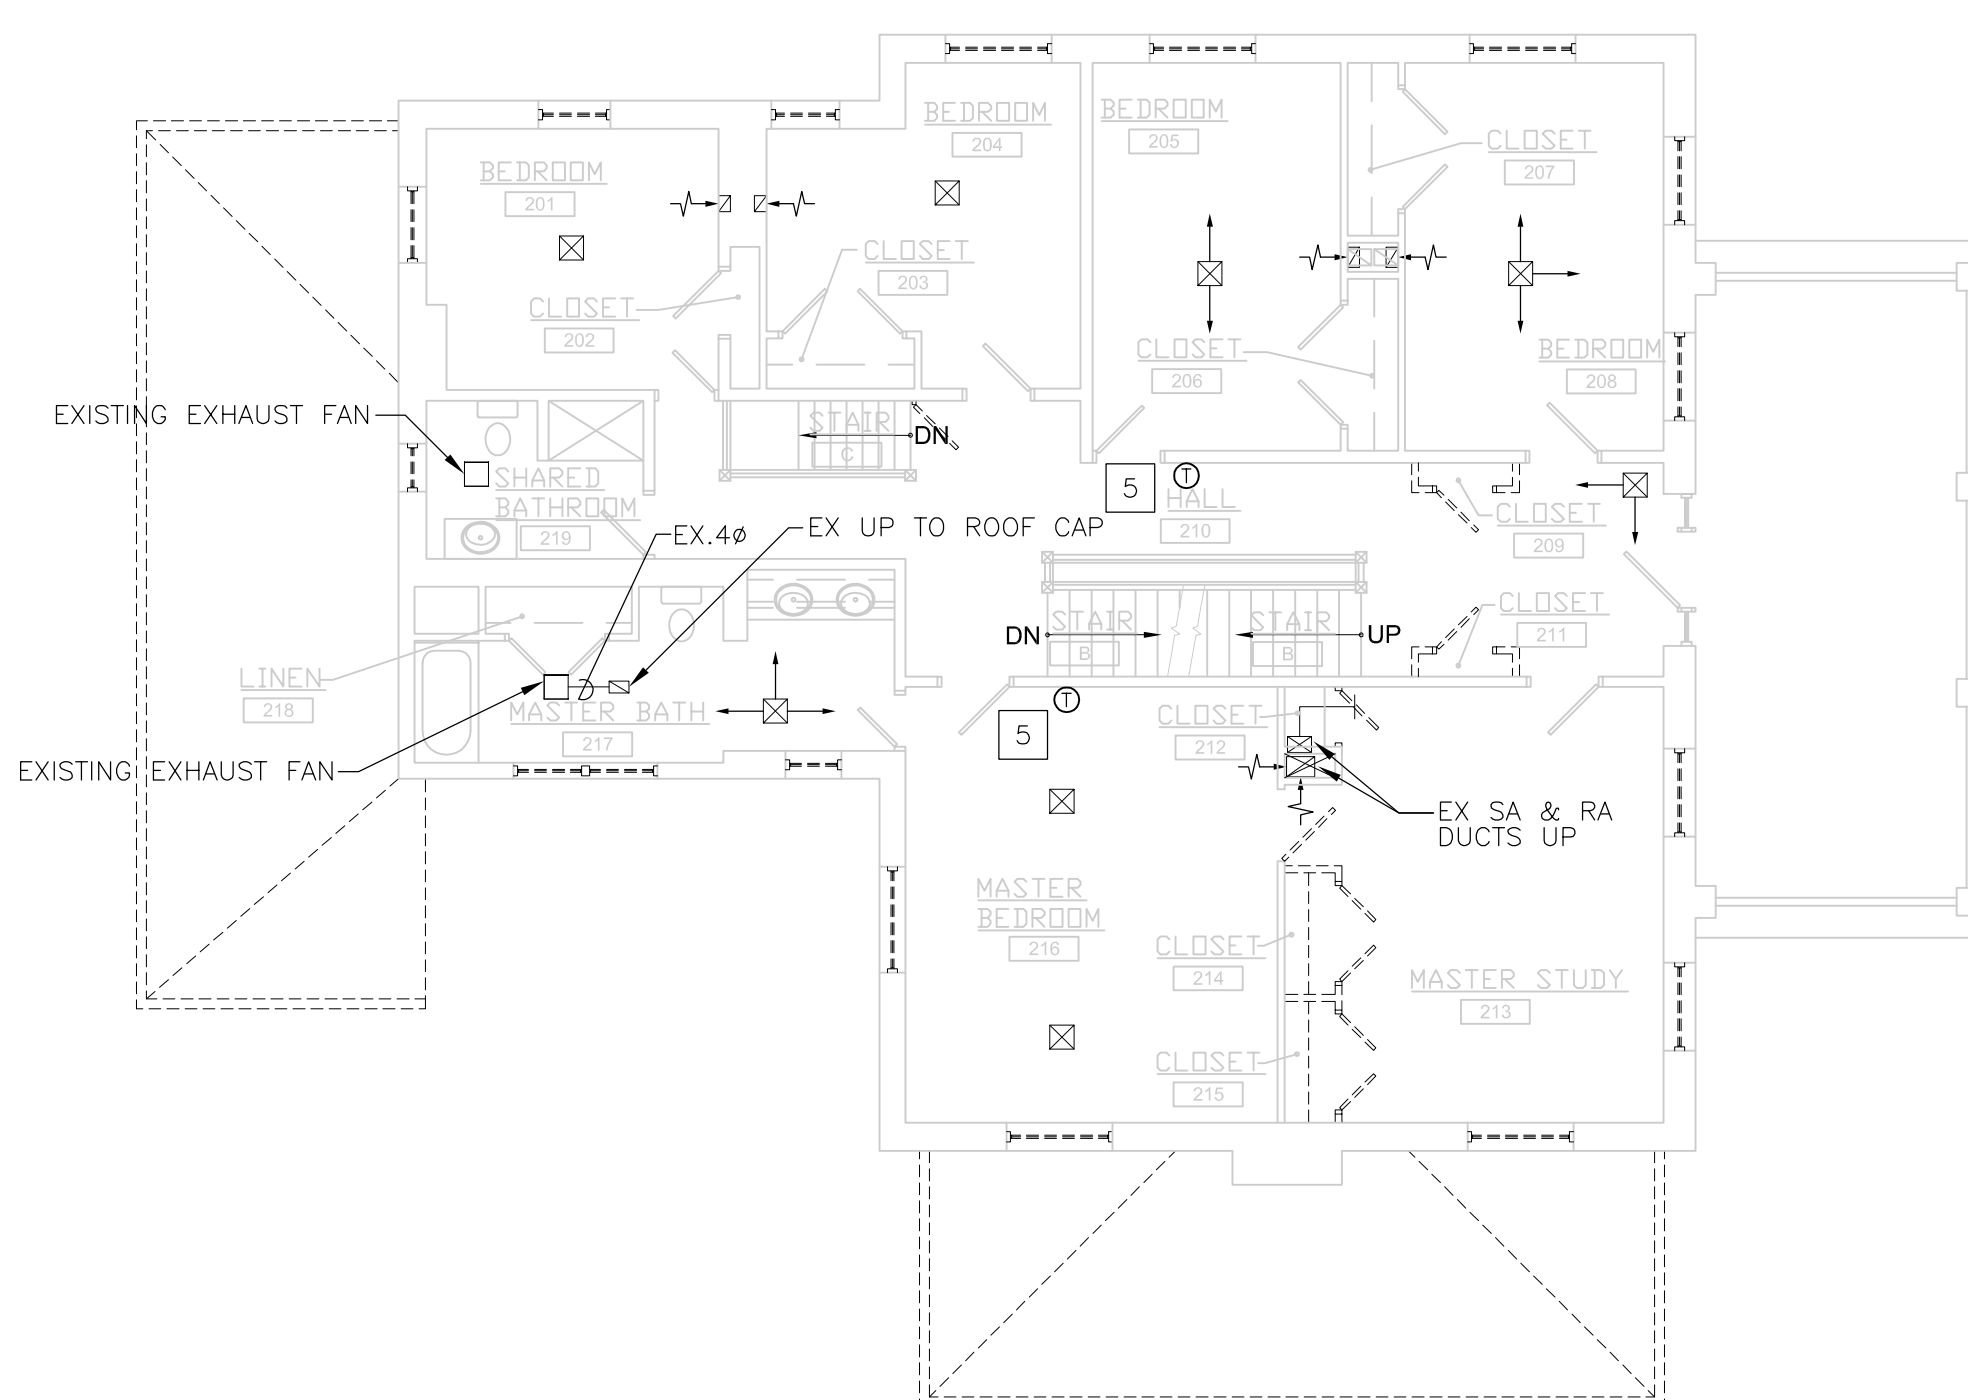 BEDROOM
204
BEDROOM
205
CLOSET
207
BEDROOM
201
CLOSET
203
CLOSET
202
CLOSET
206
BEDROOM
208
EXISTING EXHAUST FAN
STAIR
DN
C
SHARED
BATHROOM
219
5
T
HALL
210
CLOSET
209
EX.4ø
EX UP TO ROOF CAP
CLOSET
211
DN
STAIR
B
STAIR
B
UP
LINEN
218
MASTER BATH
217
EXISTING EXHAUST FAN
T
5
CLOSET
212
EX SA & RA
DUCTS UP
MASTER
BEDROOM
216
CLOSET
214
MASTER STUDY
213
CLOSET
215